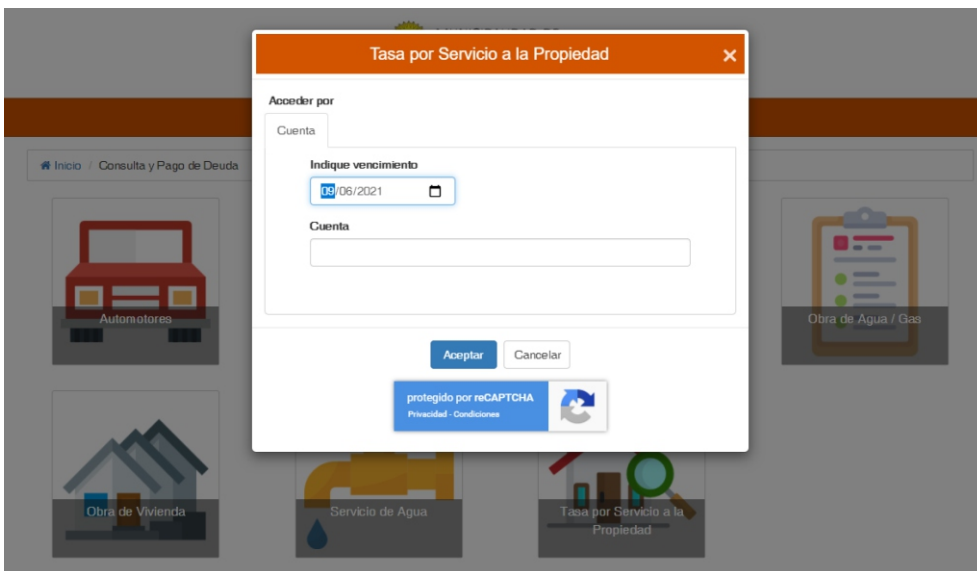 Tasa por Servicio a la Propiedad
Acceder por
Cuenta
Indique vencimiento
09/06/2021
Cuenta
Aceptar
Cancelar
protegido por reCAPTCHA
Privacidad - Condiciones
Inicio / Consulta y Pago de Deuda
Automotores
Obra de Agua / Gas
Obra de Vivienda
Servicio de Agua
Tasa por Servicio a la
Propiedad